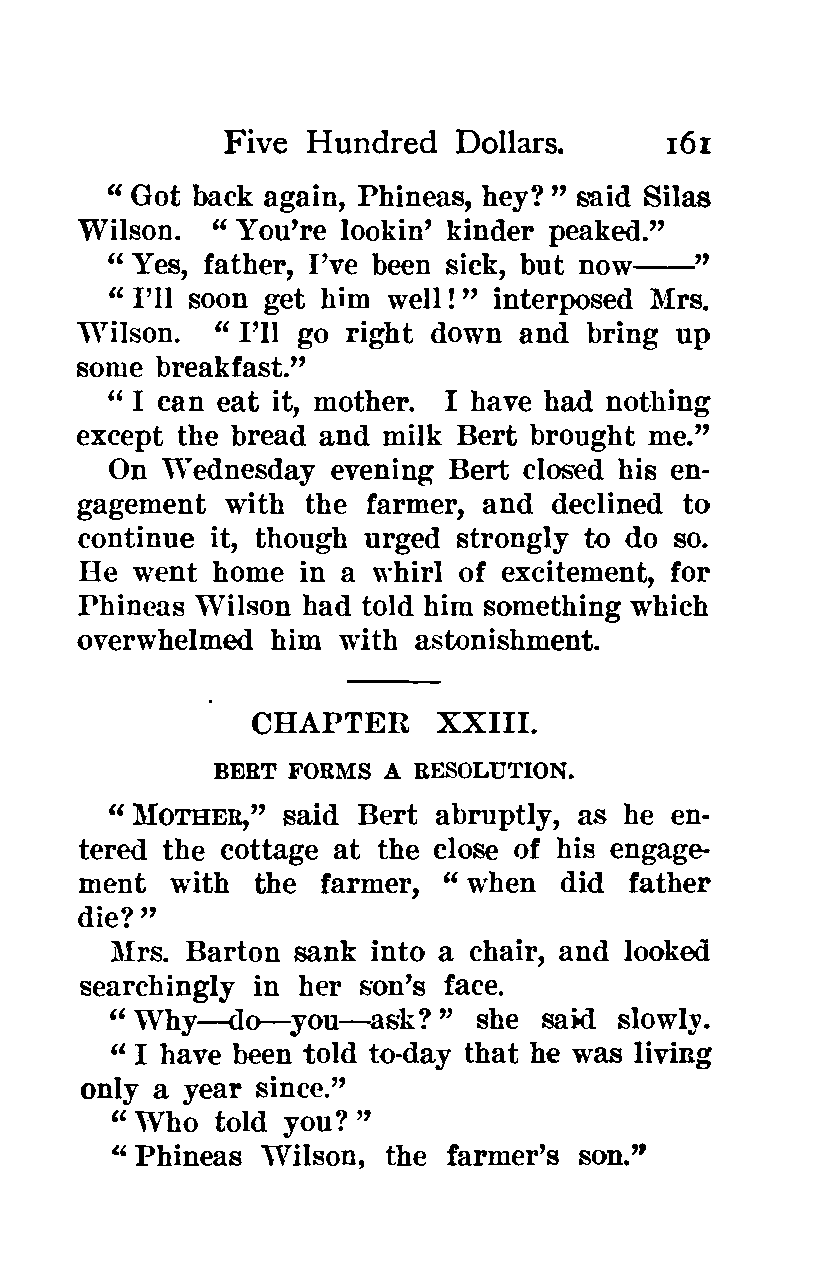 Five Hundred Dollars. 161
“ Got back again, Phineas, hey? ” said Silas
Wilson. “ You’re lookin’ kinder peaked.”
“ Yes, father, I’ve been sick, but now——”
“ I’ll soon get him well! ” interposed Mrs.
Wilson. “ I’ll go right down and bring up
some breakfast.”
“ I can eat it, mother. I have had nothing
except the bread and milk Bert brought me.”
On Wednesday evening Bert closed his en-
gagement with the farmer, and declined to
continue it, though urged strongly to do so.
He went home in a whirl of excitement, for
Phineas Wilson had told him something which
overwhelmed him with astonishment.
CHAPTER XXIII.
BERT FORMS A RESOLUTION.
“ MOTHER,” said Bert abruptly, as he en-
tered the cottage at the close of his engage-
ment with the farmer, “ when did father
die? ”
Mrs. Barton sank into a chair, and looked
searchingly in her son’s face.
“ Why—do—you—ask? ” she said slowly.
“ I have been told to-day that he was living
only a year since.”
“ Who told you? ”
“ Phineas Wilson, the farmer’s son.”